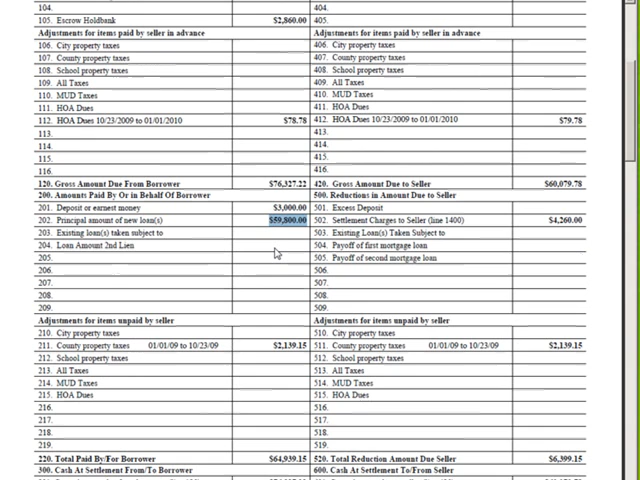 104.
105. Escrow Holdbank $2,860.00
Adjustments for items paid by seller in advance
106. City property taxes
107. County property taxes
108. School property taxes
109. All Taxes
110. MUD Taxes
111. HOA Dues
112. HOA Dues 10/23/2009 to 01/01/2010 $78.78
113.
114.
115.
116.
120. Gross Amount Due From Borrower $76,327.22
200. Amounts Paid By Or in Behalf Of Borrower
201. Deposit or earnest money $3,000.00
202. Principal amount of new loan(s) $59,800.00
203. Existing loan(s) taken subject to
204. Loan Amount 2nd Lien
205.
206.
207.
208.
209.
Adjustments for items unpaid by seller
210. City property taxes
211. County property taxes 01/01/09 to 10/23/09 $2,139.15
212. School property taxes
213. All Taxes
214. MUD Taxes
215. HOA Dues
216.
217.
218.
219.
220. Total Paid By/For Borrower $64,939.15
300. Cash At Settlement From/To Borrower
404.
405.
Adjustments for items paid by seller in advance
406. City property taxes
407. County property taxes
408. School property taxes
409. All Taxes
410. MUD Taxes
411. HOA Dues
412. HOA Dues 10/23/2009 to 01/01/2010 $79.78
413.
414.
415.
416.
420. Gross Amount Due to Seller $60,079.78
500. Reductions in Amount Due to Seller
501. Excess Deposit
502. Settlement Charges to Seller (line 1400) $4,260.00
503. Existing Loan(s) Taken Subject to
504. Payoff of first mortgage loan
505. Payoff of second mortgage loan
506.
507.
508.
509.
Adjustments for items unpaid by seller
510. City property taxes
511. County property taxes 01/01/09 to 10/23/09 $2,139.15
512. School property taxes
513. All Taxes
514. MUD Taxes
515. HOA Dues
516.
517.
518.
519.
520. Total Reduction Amount Due Seller $6,399.15
600. Cash At Settlement To/From Seller